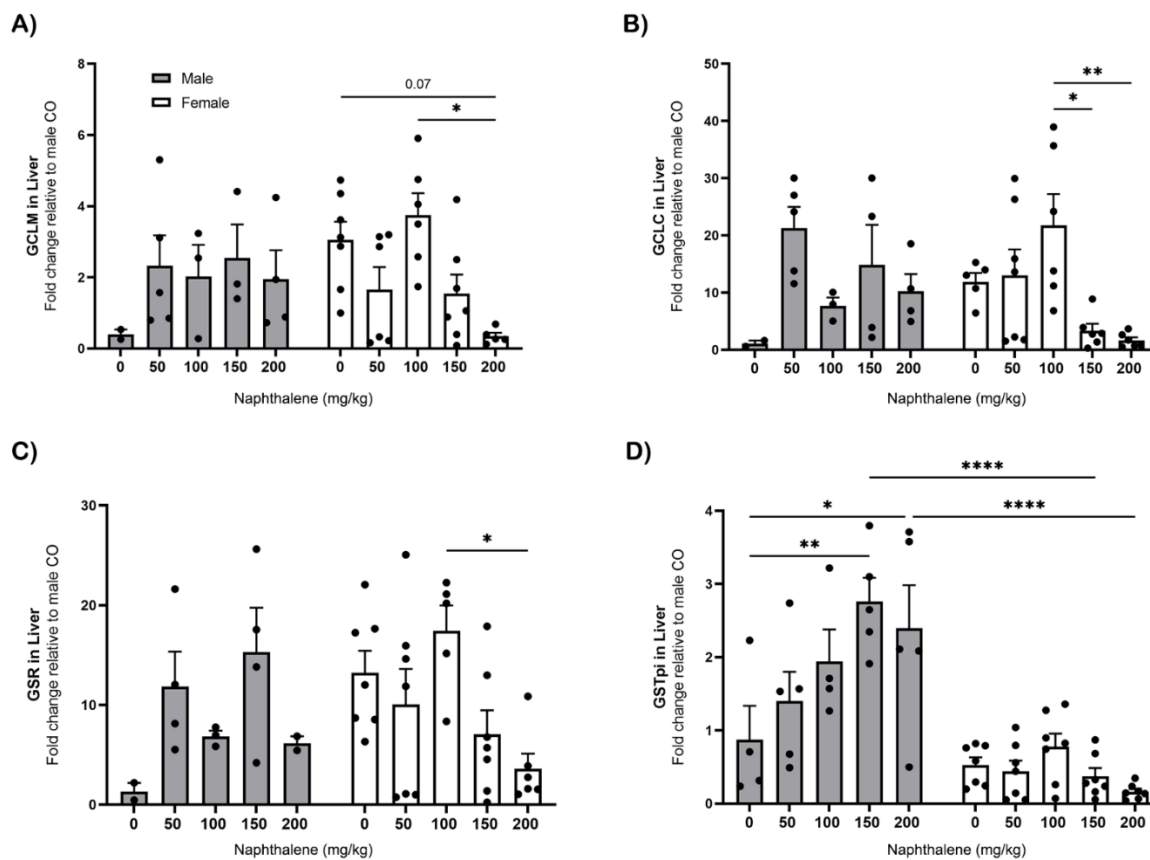 A)
GCLM in Liver
Fold change relative to male CO
8
6
4
2
0
Male
Female
0.07
*
0 50 100 150 200 0 50 100 150 200
Naphthalene (mg/kg)
B)
GCLC in Liver
Fold change relative to male CO
50
40
30
20
10
0
**
*
0 50 100 150 200 0 50 100 150 200
Naphthalene (mg/kg)
C)
GSR in Liver
Fold change relative to male CO
30
20
10
0
*
0 50 100 150 200 0 50 100 150 200
Naphthalene (mg/kg)
D)
GSTpi in Liver
Fold change relative to male CO
4
3
2
1
0
****
* ****
**
0 50 100 150 200 0 50 100 150 200
Naphthalene (mg/kg)